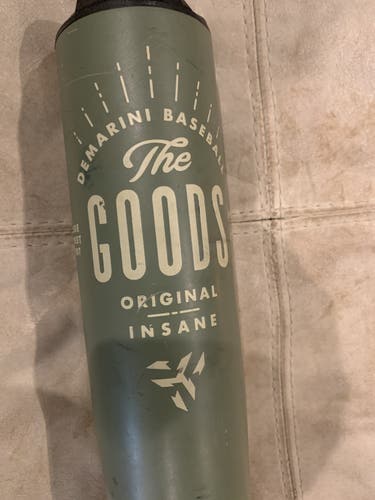 DEMARINI BASEBALL
The
GOODS
ORIGINAL
INSANE